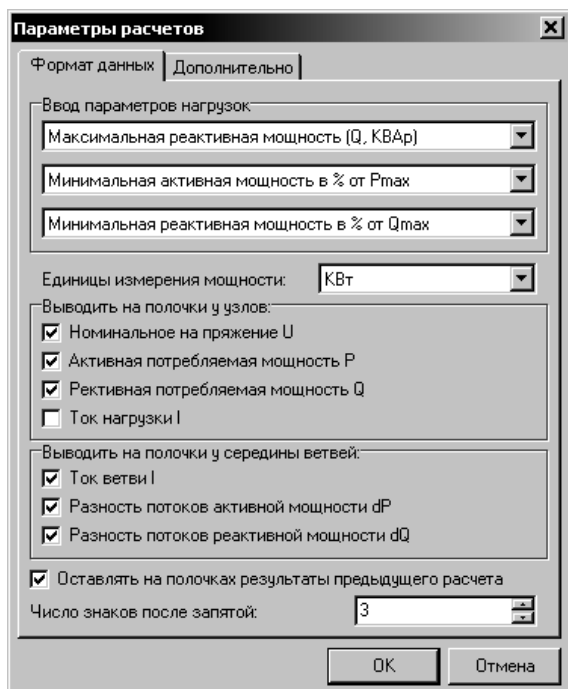 Параметры расчетов
Формат данных Дополнительно
Ввод параметров нагрузок
Максимальная реактивная мощность (Q, КВАр)
Минимальная активная мощность в % от Pmax
Минимальная реактивная мощность в % от Qmax
Единицы измерения мощности: КВт
Выводить на полочки у узлов:
Номинальное на пряжение U
Активная потребляемая мощность P
Рективная потребляемая мощность Q
Ток нагрузки I
Выводить на полочки у середины ветвей:
Ток ветви I
Разность потоков активной мощности dP
Разность потоков реактивной мощности dQ
Оставлять на полочках результаты предыдущего расчета
Число знаков после запятой: 3
OK Отмена